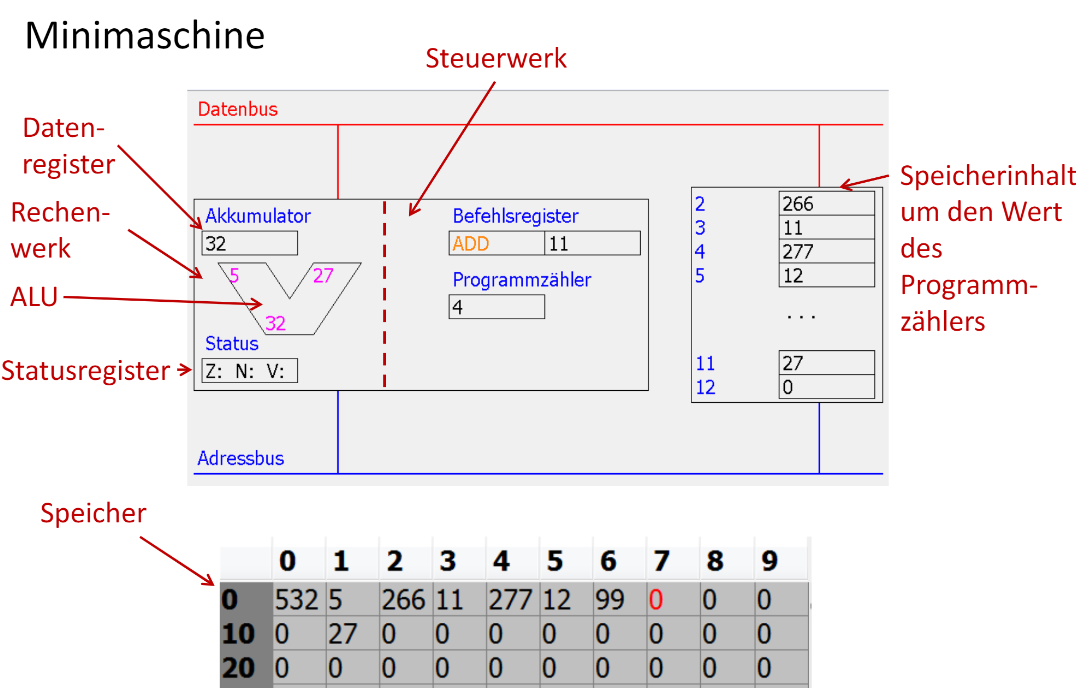 Minimaschine
Steuerwerk
Datenbus
Daten-
register
Rechen-
werk
ALU
Statusregister
Akkumulator
32
5 27
32
Status
Z: N: V:
Befehlsregister
ADD 11
Programmzähler
4
2 266
3 11
4 277
5 12
...
11 27
12 0
Speicherinhalt
um den Wert
des
Programm-
zählers
Adressbus
Speicher
0 1 2 3 4 5 6 7 8 9
0 532 5 266 11 277 12 99 0 0 0
10 0 27 0 0 0 0 0 0 0 0
20 0 0 0 0 0 0 0 0 0 0